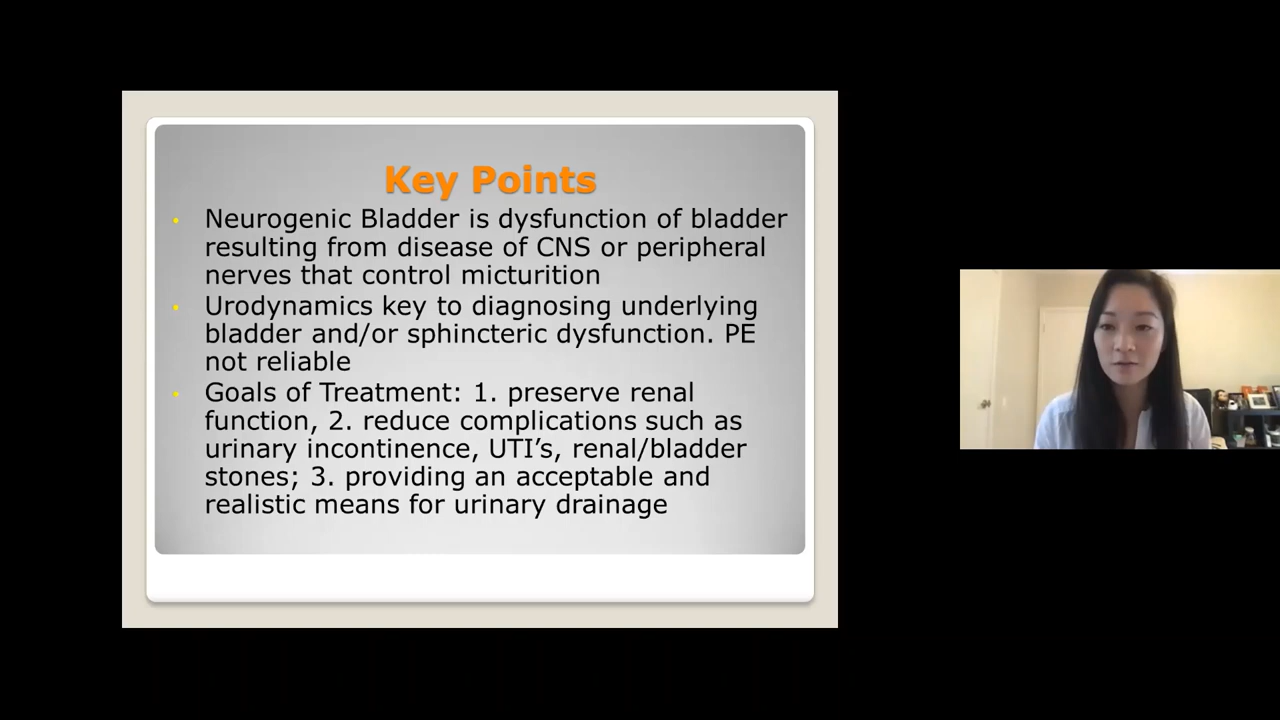 Key Points
Neurogenic Bladder is dysfunction of bladder
resulting from disease of CNS or peripheral
nerves that control micturition
Urodynamics key to diagnosing underlying
bladder and/or sphincteric dysfunction. PE
not reliable
Goals of Treatment: 1. preserve renal
function, 2. reduce complications such as
urinary incontinence, UTI’s, renal/bladder
stones; 3. providing an acceptable and
realistic means for urinary drainage